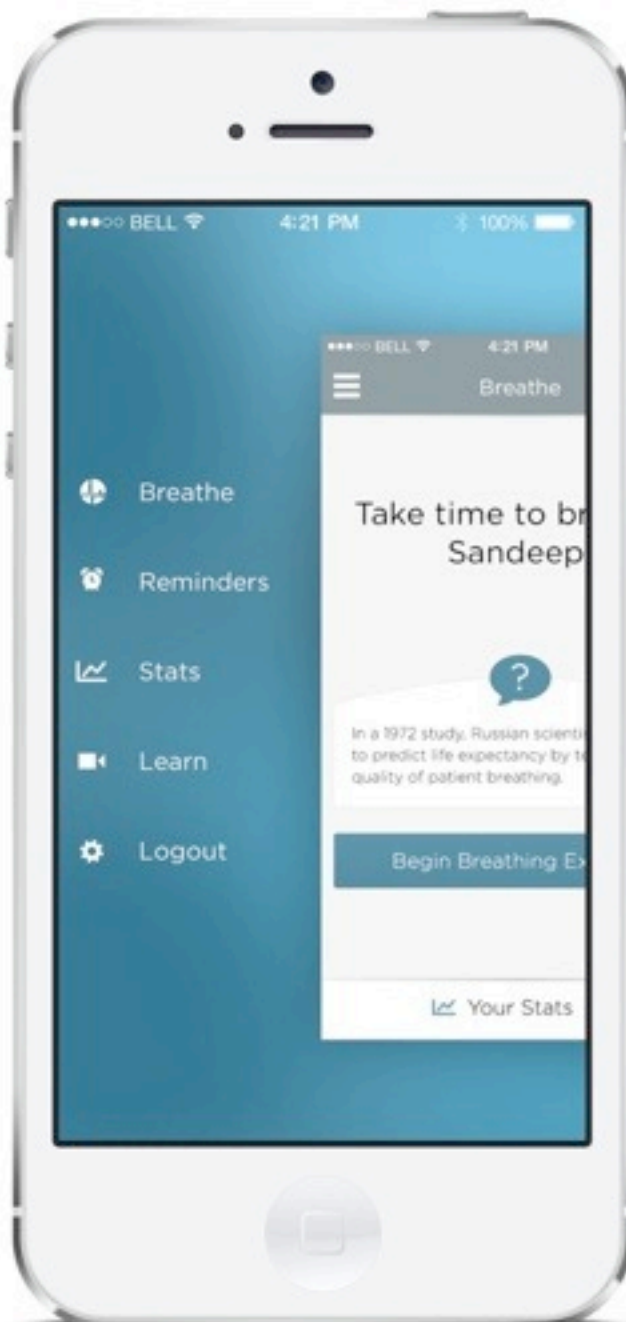 BELL 4:21 PM 100%
Breathe
Reminders
Stats
Learn
Logout
BELL 4:21 PM
Breathe
Take time to br
Sandeep
?
In a 1972 study, Russian scienti
to predict life expectancy by te
quality of patient breathing.
Begin Breathing Ex
Your Stats